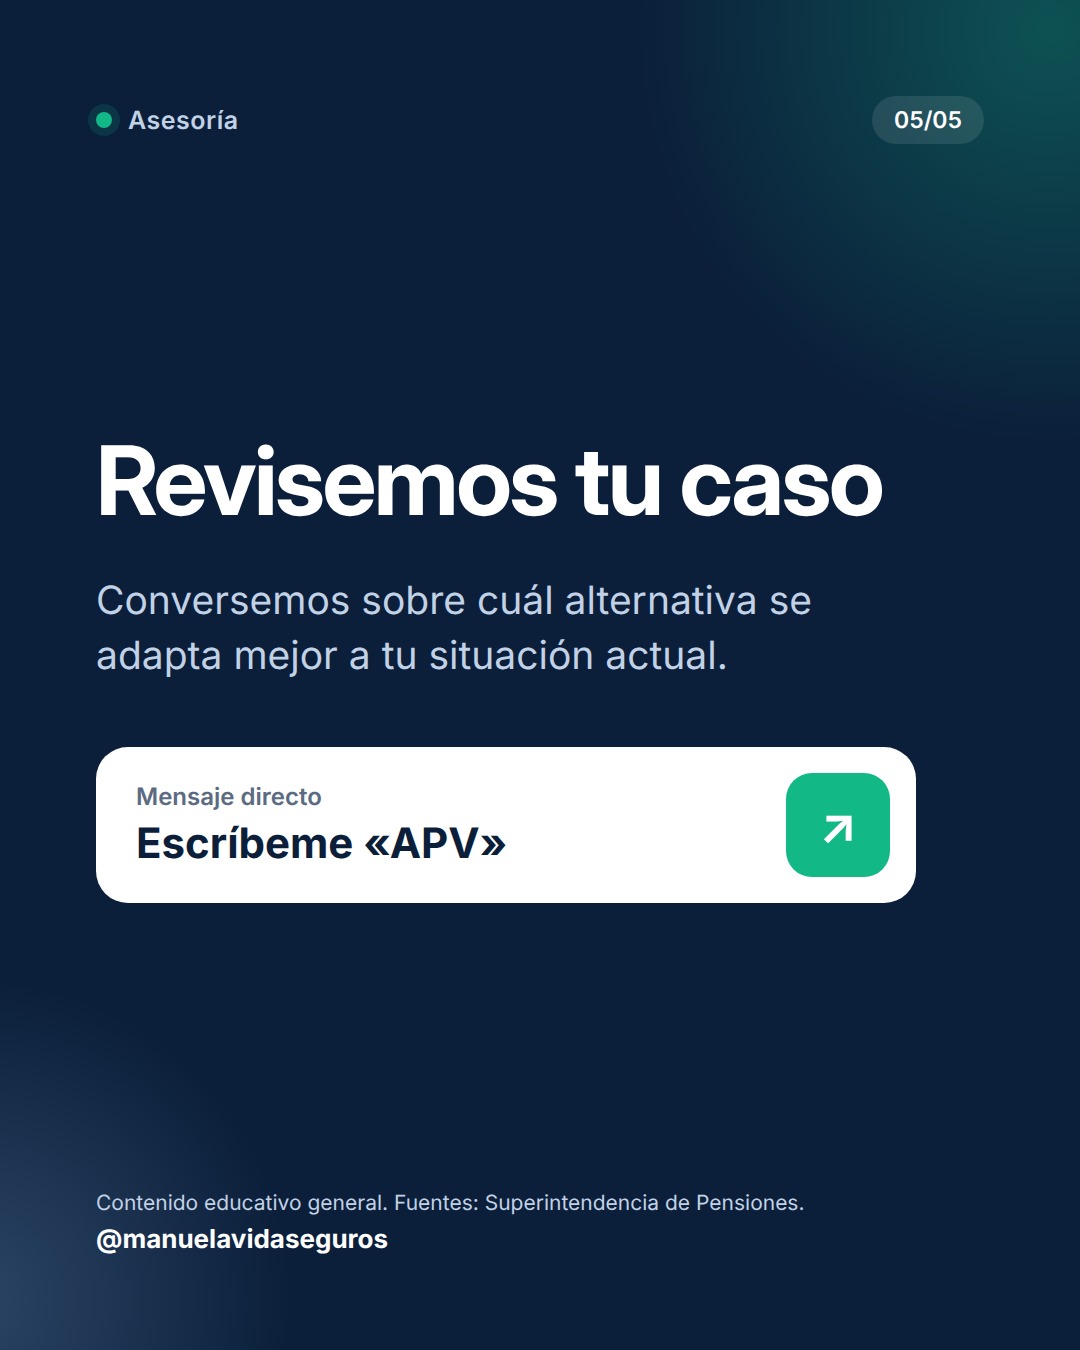 Asesoría
05/05
Revisemos tu caso
Conversemos sobre cuál alternativa se
adapta mejor a tu situación actual.
Mensaje directo
Escríbeme «APV»
Contenido educativo general. Fuentes: Superintendencia de Pensiones.
@manuelavidaseguros